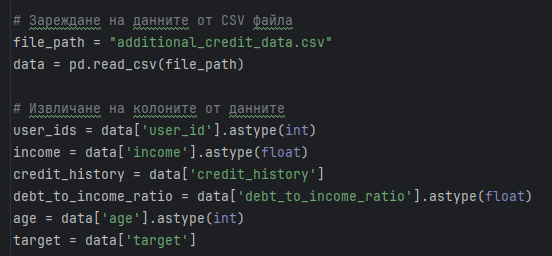 # Зареждане на данните от CSV файла
file_path = "additional_credit_data.csv"
data = pd.read_csv(file_path)
# Извличане на колоните от данните
user_ids = data['user_id'].astype(int)
income = data['income'].astype(float)
credit_history = data['credit_history']
debt_to_income_ratio = data['debt_to_income_ratio'].astype(float)
age = data['age'].astype(int)
target = data['target']